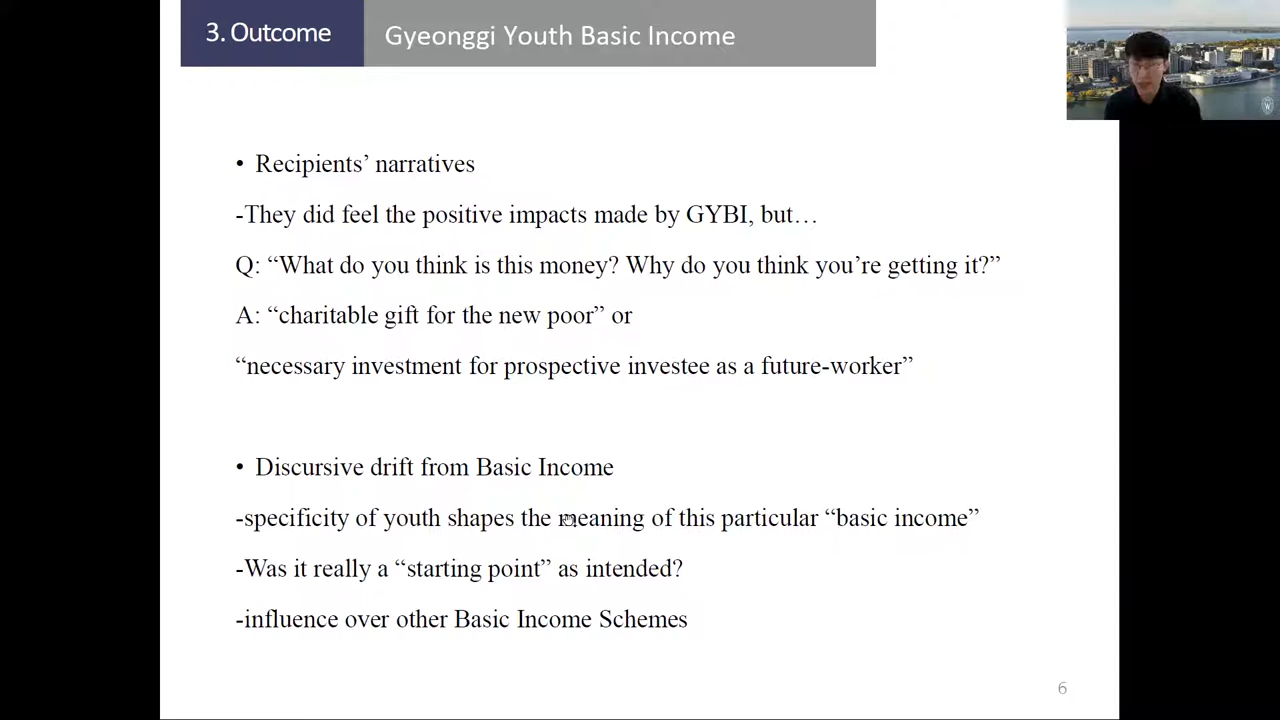 3. Outcome
Gyeonggi Youth Basic Income
• Recipients’ narratives
-They did feel the positive impacts made by GYBI, but…
Q: “What do you think is this money? Why do you think you’re getting it?”
A: “charitable gift for the new poor” or
“necessary investment for prospective investee as a future-worker”
• Discursive drift from Basic Income
-specificity of youth shapes the meaning of this particular “basic income”
-Was it really a “starting point” as intended?
-influence over other Basic Income Schemes
6
W